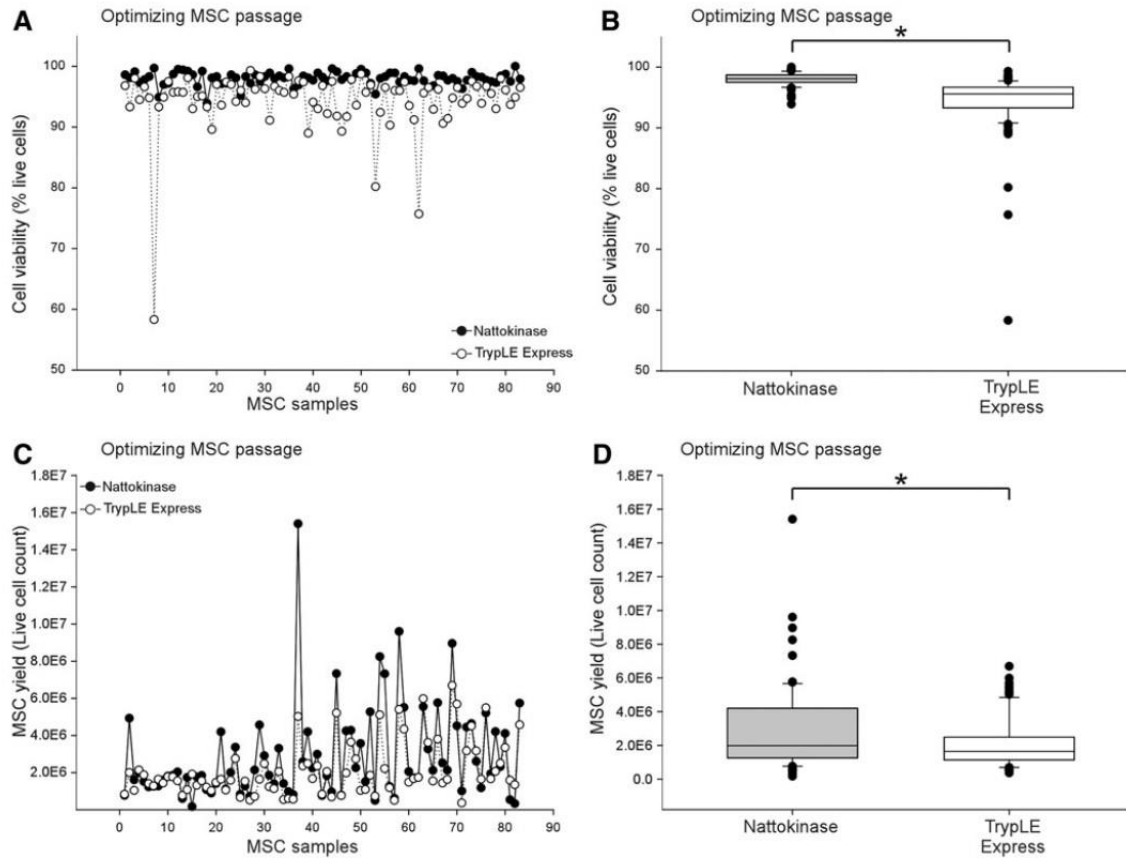 A Optimizing MSC passage
Cell viability (% live cells)
100
90
80
70
60
50
Nattokinase
TrypLE Express
0 10 20 30 40 50 60 70 80 90
MSC samples
B Optimizing MSC passage
*
Cell viability (% live cells)
100
90
80
70
60
50
Nattokinase
TrypLE
Express
C Optimizing MSC passage
MSC yield (Live cell count)
1.8E7
1.6E7
1.4E7
1.2E7
1.0E7
8.0E6
6.0E6
4.0E6
2.0E6
Nattokinase
TrypLE Express
0 10 20 30 40 50 60 70 80 90
MSC samples
D Optimizing MSC passage
*
MSC yield (Live cell count)
1.8E7
1.6E7
1.4E7
1.2E7
1.0E7
8.0E6
6.0E6
4.0E6
2.0E6
0.0
Nattokinase
TrypLE
Express